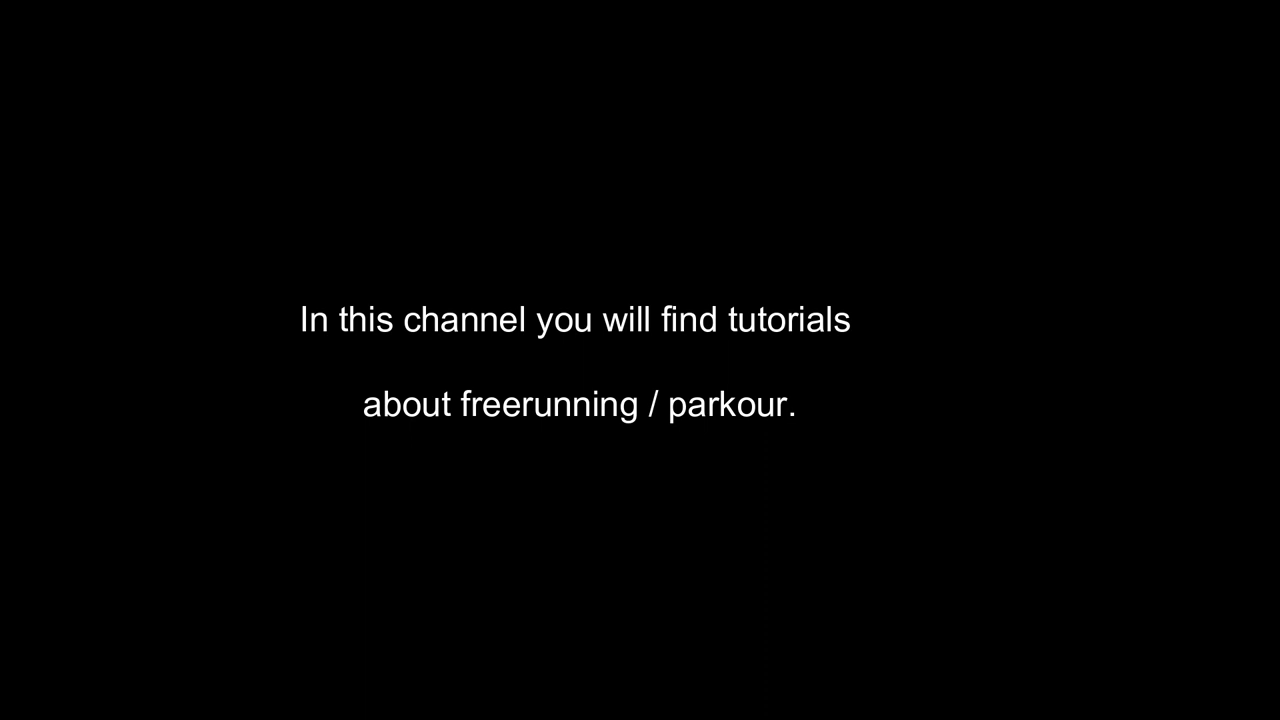 In this channel you will find tutorials
about freerunning / parkour.